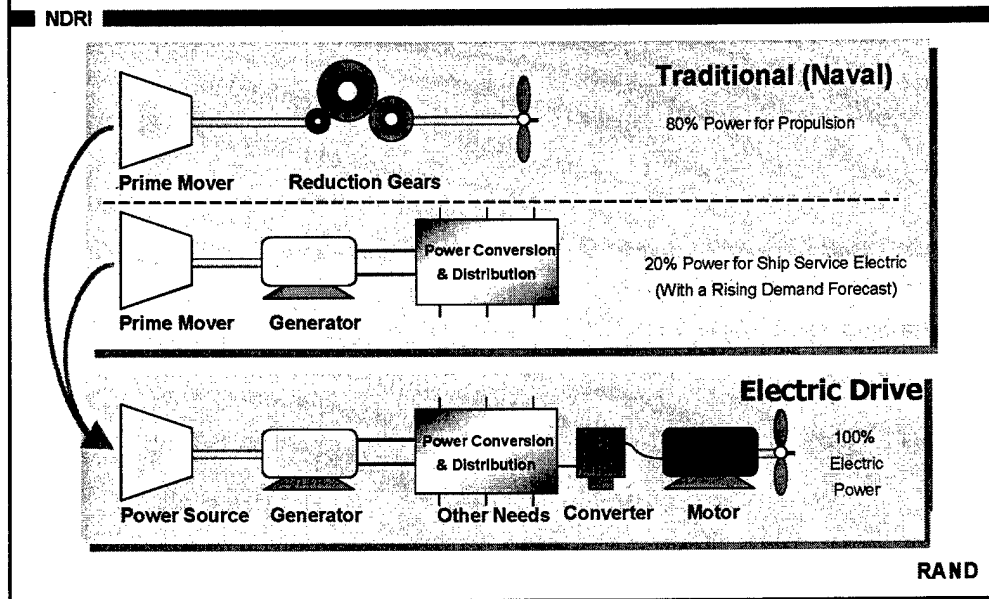 NDRI
Traditional (Naval)
80% Power for Propulsion
Prime Mover
Reduction Gears
Power Conversion
& Distribution
20% Power for Ship Service Electric
(With a Rising Demand Forecast)
Prime Mover
Generator
Electric Drive
Power Conversion
& Distribution
100%
Electric
Power
Power Source
Generator
Other Needs
Converter
Motor
RAND